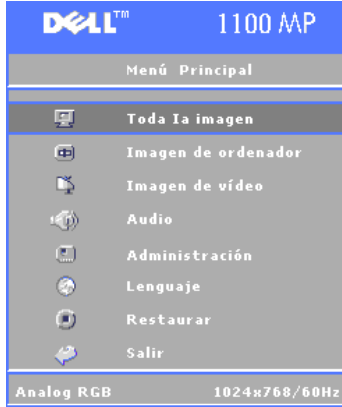 DELL™ 1100 MP
Menú Principal
Toda Ia imagen
Imagen de ordenador
Imagen de vídeo
Audio
Administración
Lenguaje
Restaurar
Salir
Analog RGB 1024x768/60Hz